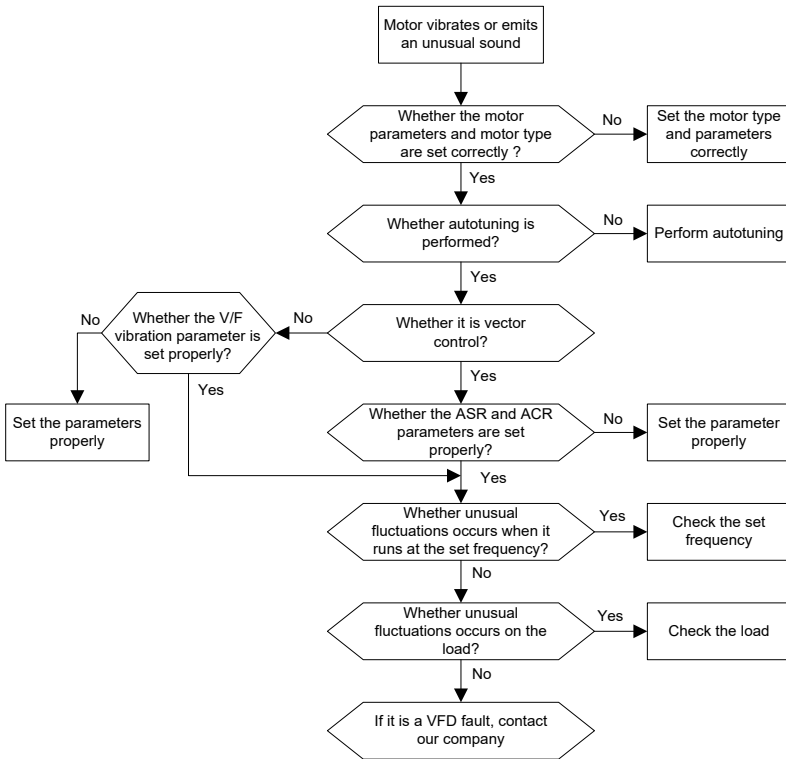 Motor vibrates or emits
an unusual sound
Whether the motor
parameters and motor type
are set correctly ?
No
Set the motor type
and parameters
correctly
Yes
Whether autotuning is
performed?
No
Perform autotuning
Yes
Whether it is vector
control?
No
Whether the V/F
vibration parameter is
set properly?
No
Set the parameters
properly
Yes
Yes
Whether the ASR and ACR
parameters are set
properly?
No
Set the parameter
properly
Yes
Whether unusual
fluctuations occurs when it
runs at the set frequency?
Yes
Check the set
frequency
No
Whether unusual
fluctuations occurs on the
load?
Yes
Check the load
No
If it is a VFD fault, contact
our company